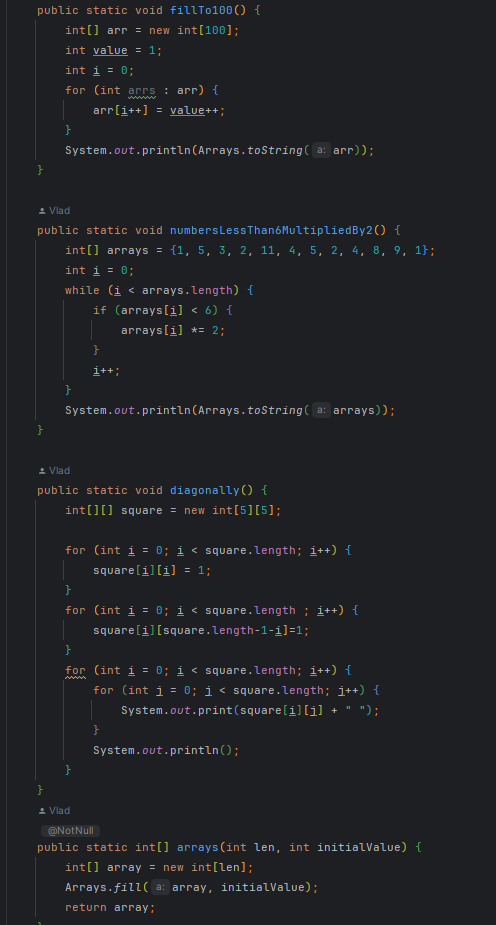 public static void fillTo100() {
    int[] arr = new int[100];
    int value = 1;
    int i = 0;
    for (int arrs : arr) {
        arr[i++] = value++;
    }
    System.out.println(Arrays.toString( a: arr));
}
Vlad
public static void numbersLessThan6MultipliedBy2() {
    int[] arrays = {1, 5, 3, 2, 11, 4, 5, 2, 4, 8, 9, 1};
    int i = 0;
    while (i < arrays.length) {
        if (arrays[i] < 6) {
            arrays[i] *= 2;
        }
        i++;
    }
    System.out.println(Arrays.toString( a: arrays));
}
Vlad
public static void diagonally() {
    int[][] square = new int[5][5];
    for (int i = 0; i < square.length; i++) {
        square[i][i] = 1;
    }
    for (int i = 0; i < square.length ; i++) {
        square[i][square.length-1-i]=1;
    }
    for (int i = 0; i < square.length; i++) {
        for (int j = 0; j < square.length; j++) {
            System.out.print(square[i][j] + " ");
        }
        System.out.println();
    }
}
Vlad
@NotNull
public static int[] arrays(int len, int initialValue) {
    int[] array = new int[len];
    Arrays.fill( a: array, initialValue);
    return array;
}